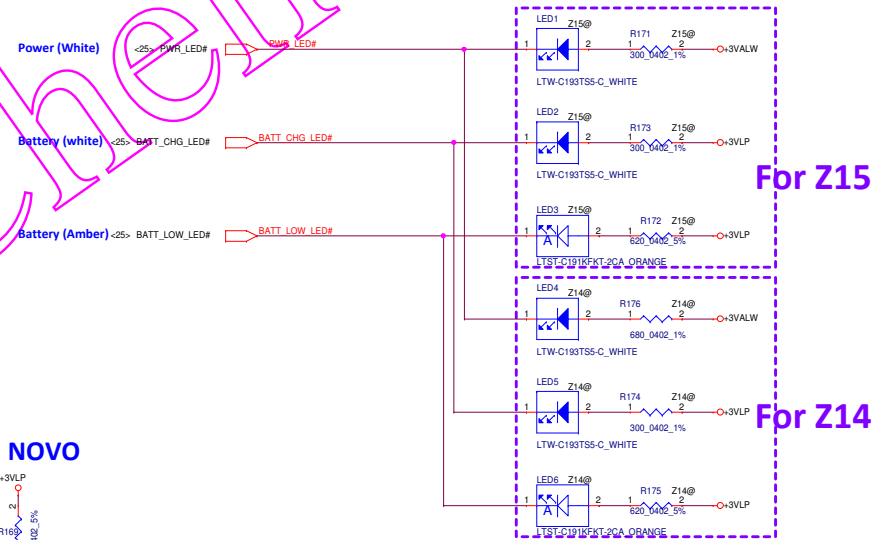 LED1 Z15@
R171 Z15@
Power (White) <25> PWR_LED# PWR_LED# 1 2 1 2 +3VALW
300_0402_1%
LTW-C193TS5-C_WHITE
LED2 Z15@
R173 Z15@
Battery (white) <25> BATT_CHG_LED# BATT_CHG_LED# 1 2 1 2 +3VLP
300_0402_1%
LTW-C193TS5-C_WHITE
For Z15
LED3 Z15@
R172 Z15@
Battery (Amber) <25> BATT_LOW_LED# BATT_LOW_LED# 1 A 2 1 2 +3VLP
620_0402_5%
LTST-C191KFKT-2CA_ORANGE
LED4 Z14@
R176 Z14@
1 2 1 2 +3VALW
680_0402_1%
LTW-C193TS5-C_WHITE
LED5 Z14@
R174 Z14@
1 2 1 2 +3VLP
For Z14
300_0402_1%
LTW-C193TS5-C_WHITE
NOVO
LED6 Z14@
+3VLP
R175 Z14@
1 A 2 1 2 +3VLP
620_0402_5%
2
R169
LTST-C191KFKT-2CA_ORANGE